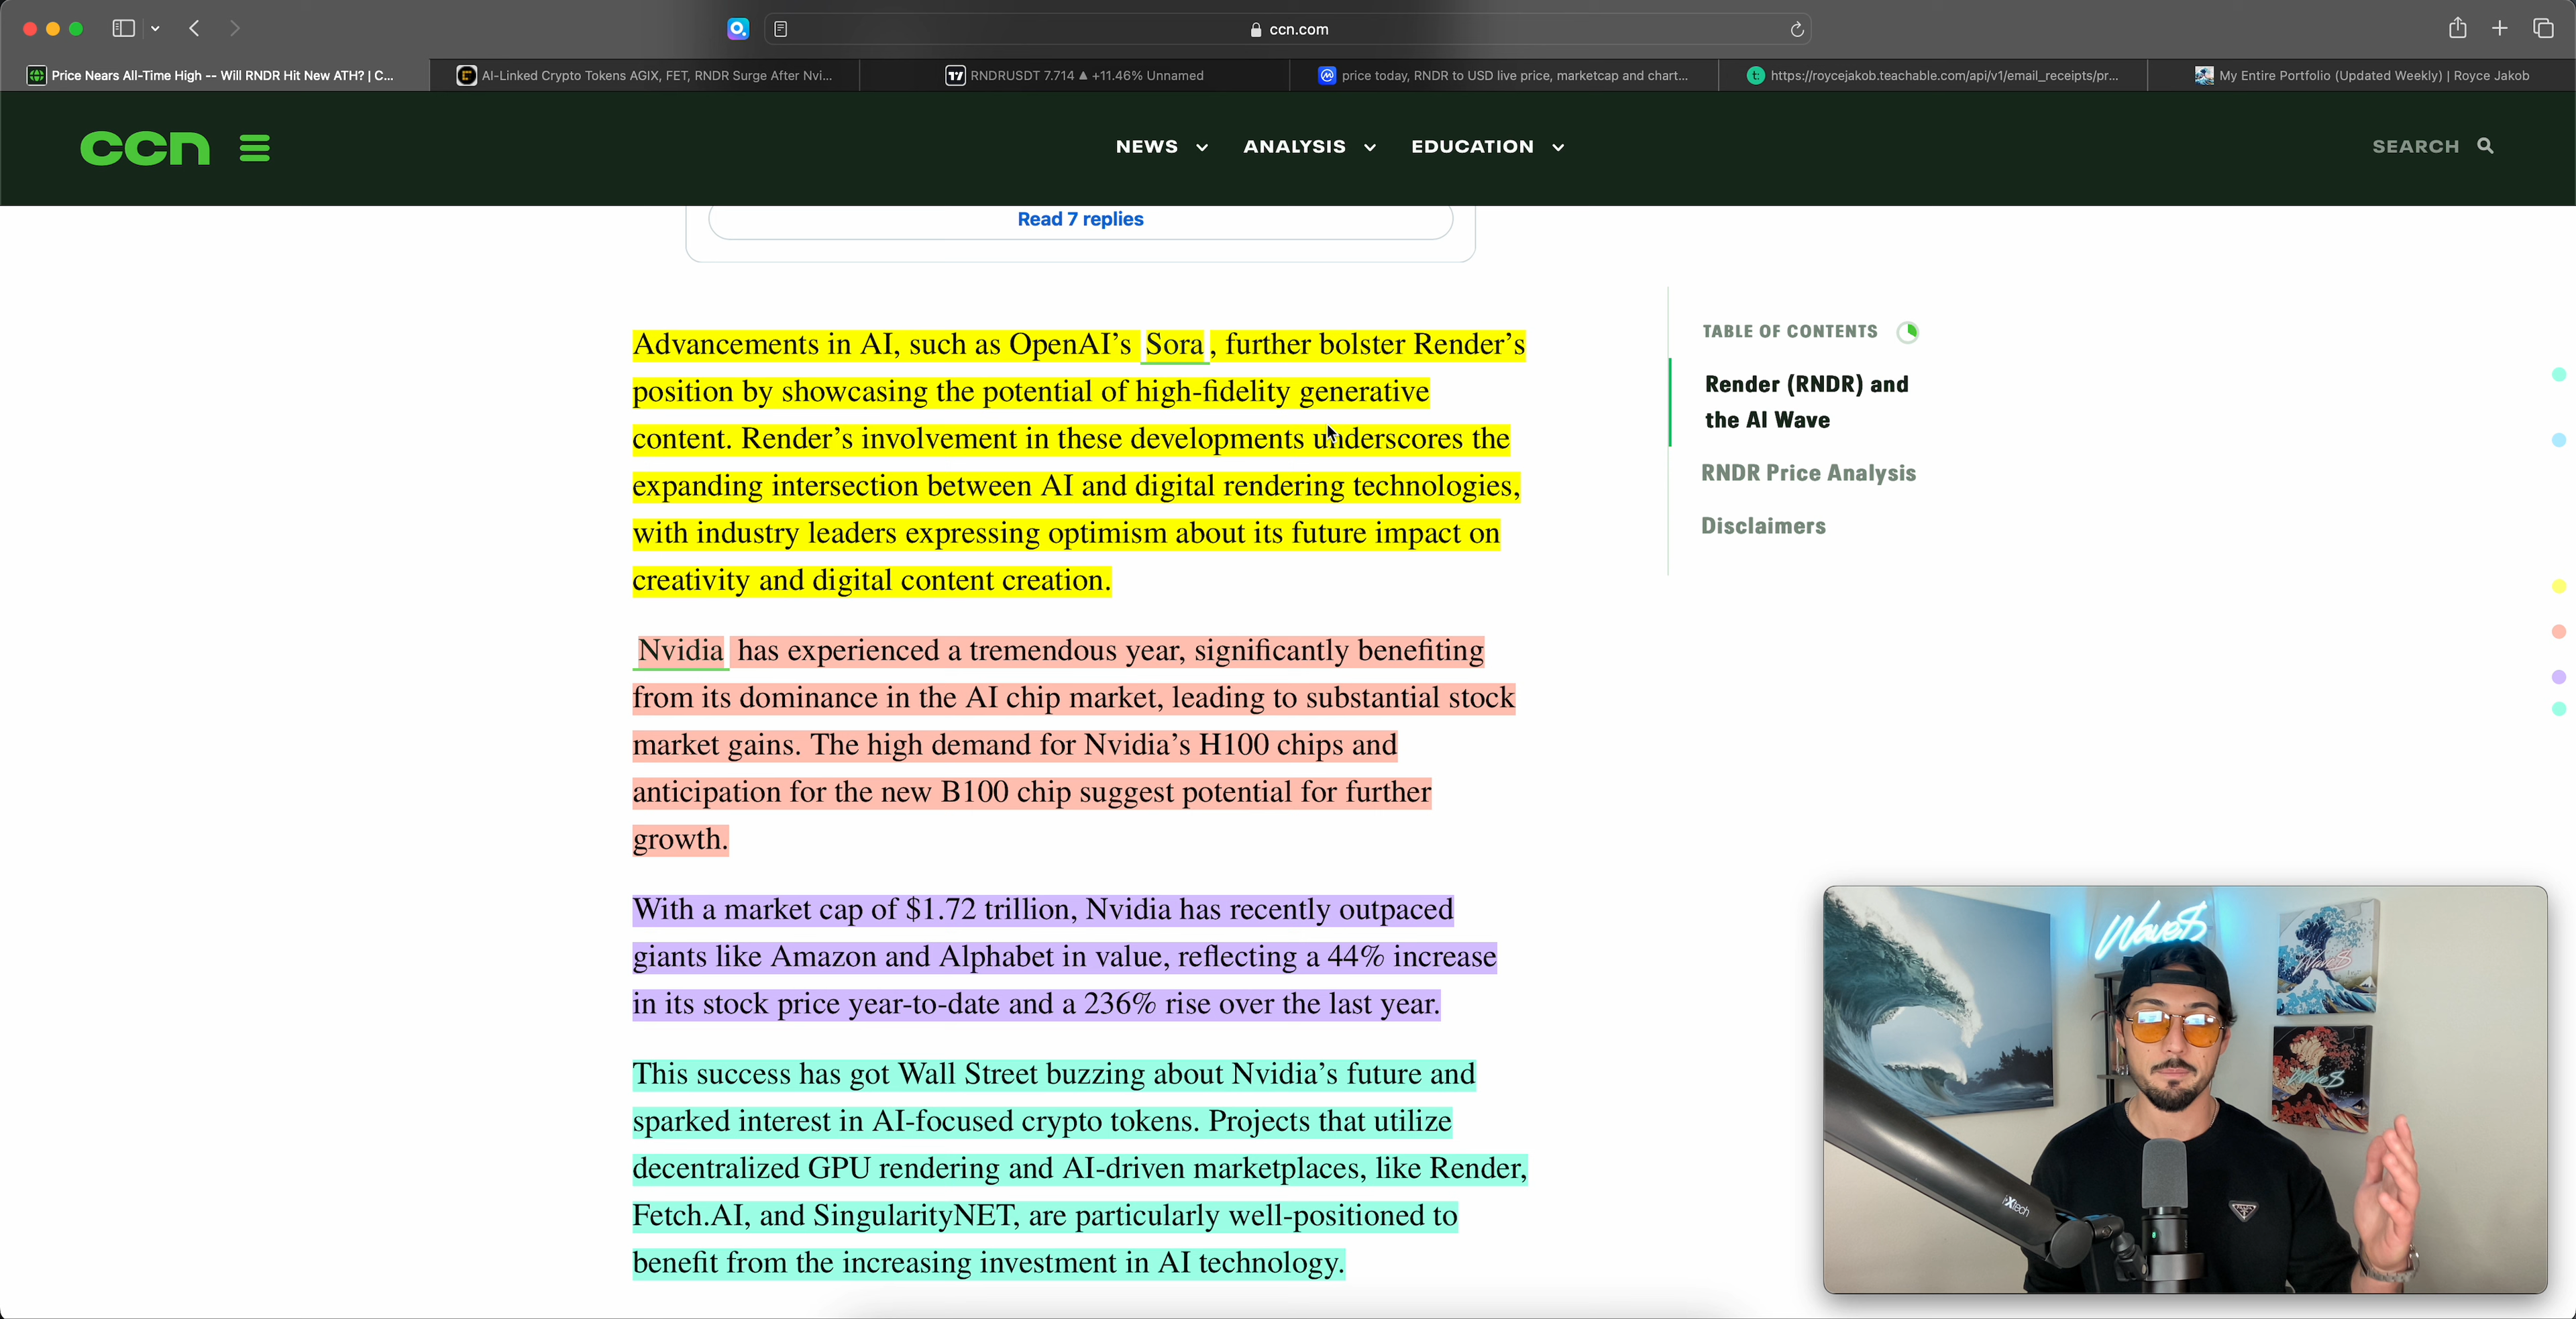 ccn.com
Price Nears All-Time High -- Will RNDR Hit New ATH? | C...
AI-Linked Crypto Tokens AGIX, FET, RNDR Surge After Nvi...
RNDRUSDT 7.714 ▲ +11.46% Unnamed
price today, RNDR to USD live price, marketcap and chart...
https://roycejakob.teachable.com/api/v1/email_receipts/pr...
My Entire Portfolio (Updated Weekly) | Royce Jakob
ccn
NEWS
ANALYSIS
EDUCATION
SEARCH
Read 7 replies
Advancements in AI, such as OpenAI’s Sora, further bolster Render’s
position by showcasing the potential of high-fidelity generative
content. Render’s involvement in these developments underscores the
expanding intersection between AI and digital rendering technologies,
with industry leaders expressing optimism about its future impact on
creativity and digital content creation.
Nvidia has experienced a tremendous year, significantly benefiting
from its dominance in the AI chip market, leading to substantial stock
market gains. The high demand for Nvidia’s H100 chips and
anticipation for the new B100 chip suggest potential for further
growth.
With a market cap of $1.72 trillion, Nvidia has recently outpaced
giants like Amazon and Alphabet in value, reflecting a 44% increase
in its stock price year-to-date and a 236% rise over the last year.
This success has got Wall Street buzzing about Nvidia’s future and
sparked interest in AI-focused crypto tokens. Projects that utilize
decentralized GPU rendering and AI-driven marketplaces, like Render,
Fetch.AI, and SingularityNET, are particularly well-positioned to
benefit from the increasing investment in AI technology.
TABLE OF CONTENTS
Render (RNDR) and
the AI Wave
RNDR Price Analysis
Disclaimers
Wave$
Wave$
Wave$